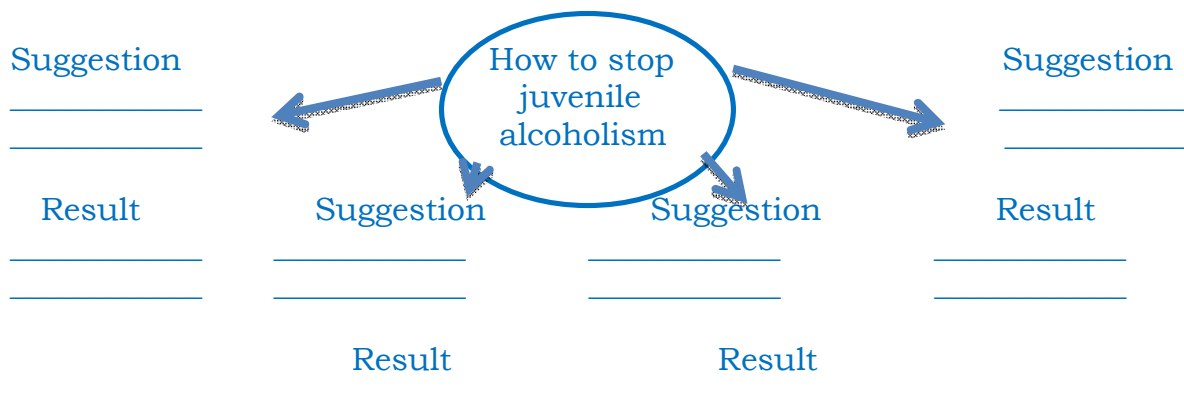 How to stop
juvenile
alcoholism
Suggestion
Suggestion
Result
Suggestion
Suggestion
Result
Result
Result